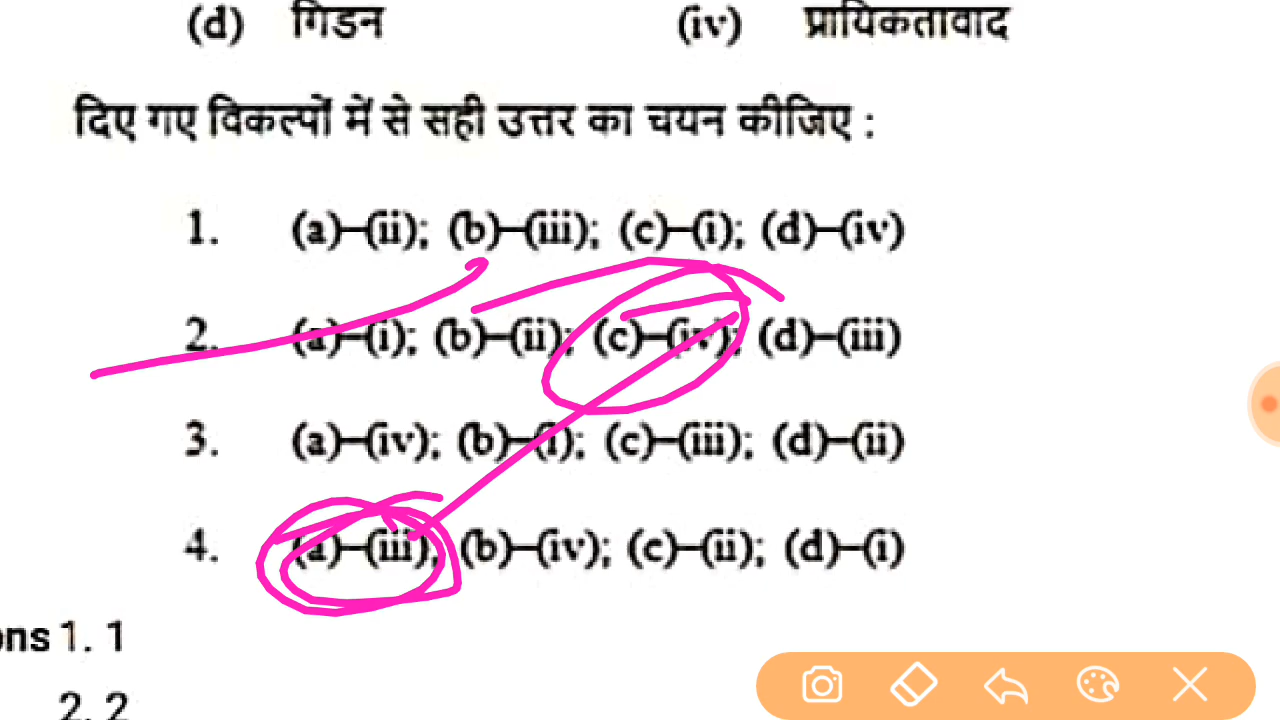 (d) गिडन (iv) प्रायिकतावाद
दिए गए विकल्पों में से सही उत्तर का चयन कीजिए :
1. (a)–(ii); (b)–(iii); (c)–(i); (d)–(iv)
2. (a)–(i); (b)–(ii); (c)–(iv); (d)–(iii)
3. (a)–(iv); (b)–(i); (c)–(iii); (d)–(ii)
4. (a)–(iii); (b)–(iv); (c)–(ii); (d)–(i)
ons 1. 1
2. 2